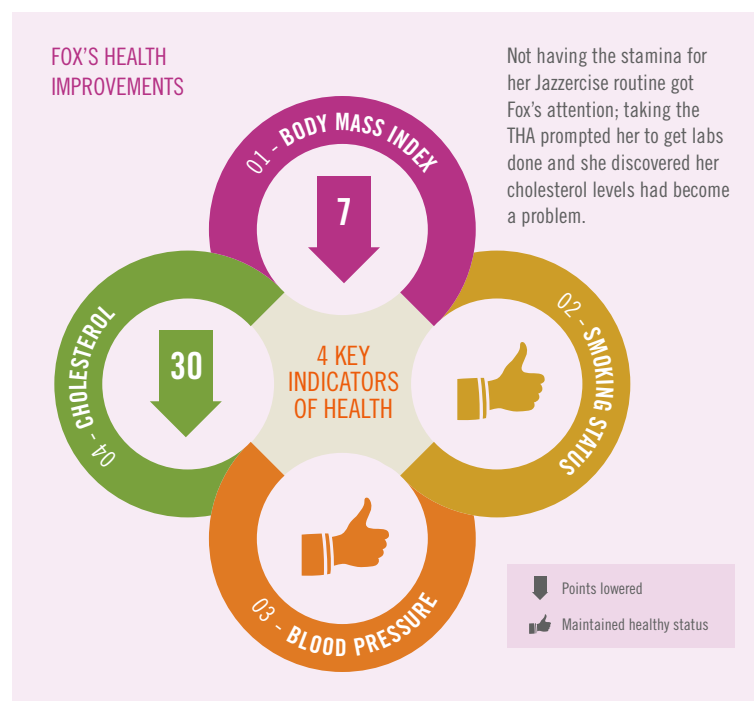 FOX'S HEALTH
IMPROVEMENTS
Not having the stamina for
her Jazzercise routine got
Fox's attention; taking the
THA prompted her to get labs
done and she discovered her
cholesterol levels had become
a problem.
01 - BODY MASS INDEX
7
02 - SMOKING STATUS
03 - BLOOD PRESSURE
04 - CHOLESTEROL
30
4 KEY
INDICATORS
OF HEALTH
Points lowered
Maintained healthy status